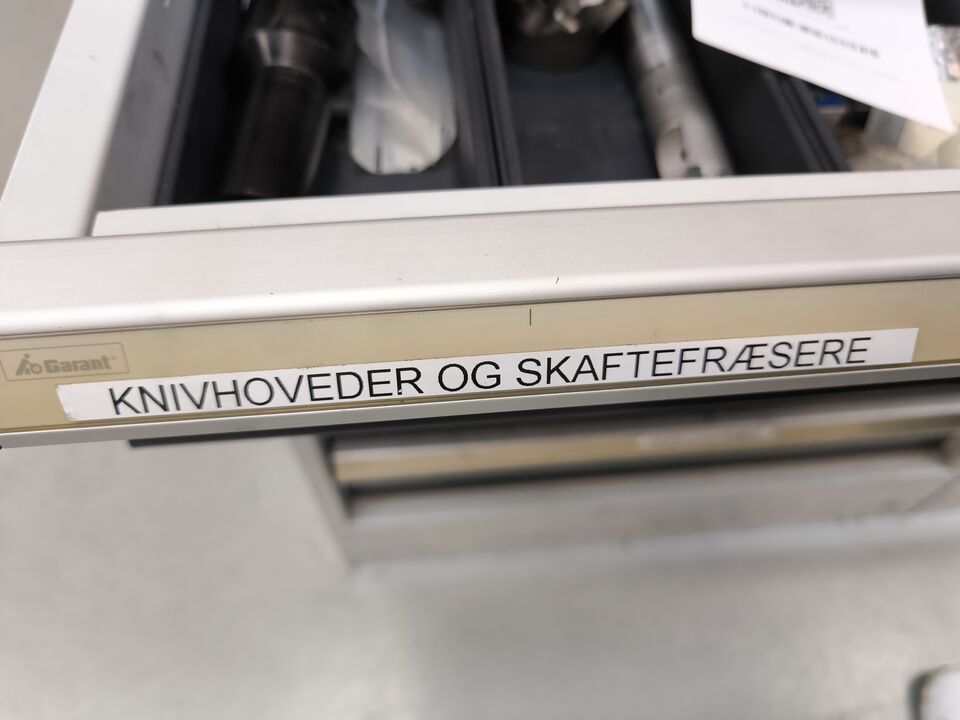 Garant
KNIVHOVEDER OG SKAFTEFRÆSERE